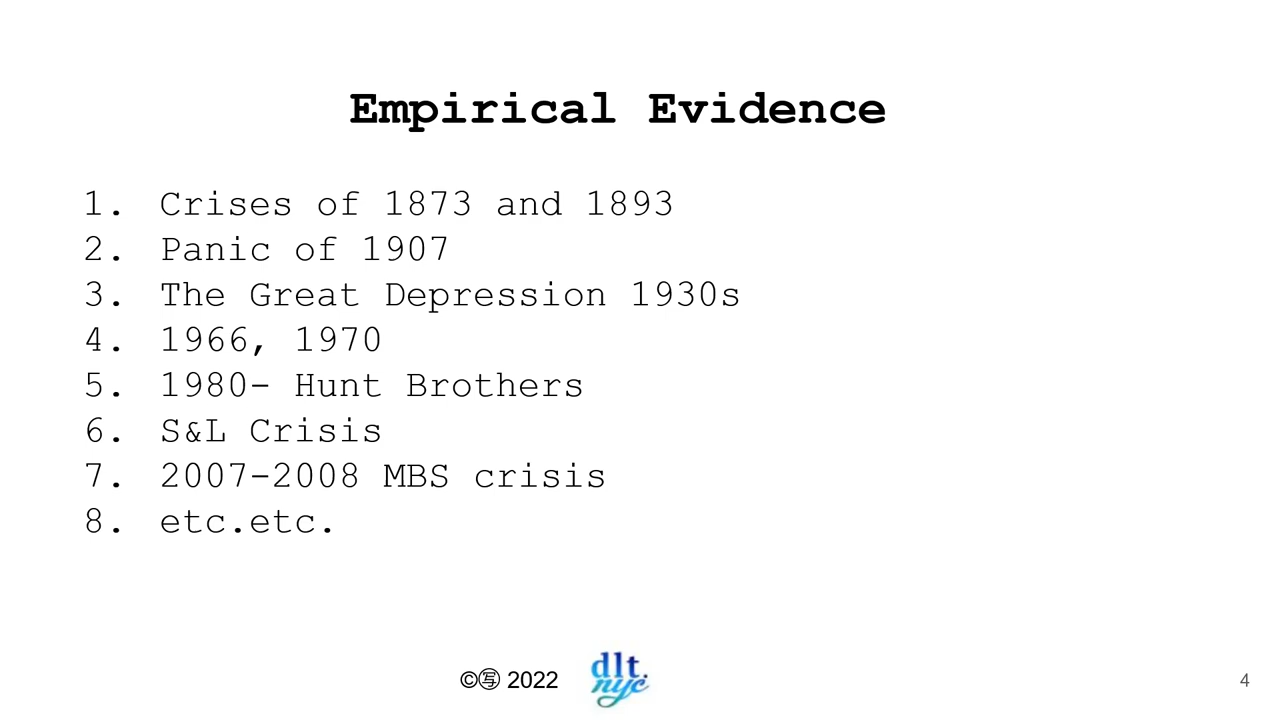 Empirical Evidence
1. Crises of 1873 and 1893
2. Panic of 1907
3. The Great Depression 1930s
4. 1966, 1970
5. 1980- Hunt Brothers
6. S&L Crisis
7. 2007-2008 MBS crisis
8. etc.etc.
©㊢ 2022
dlt.
nyc
4